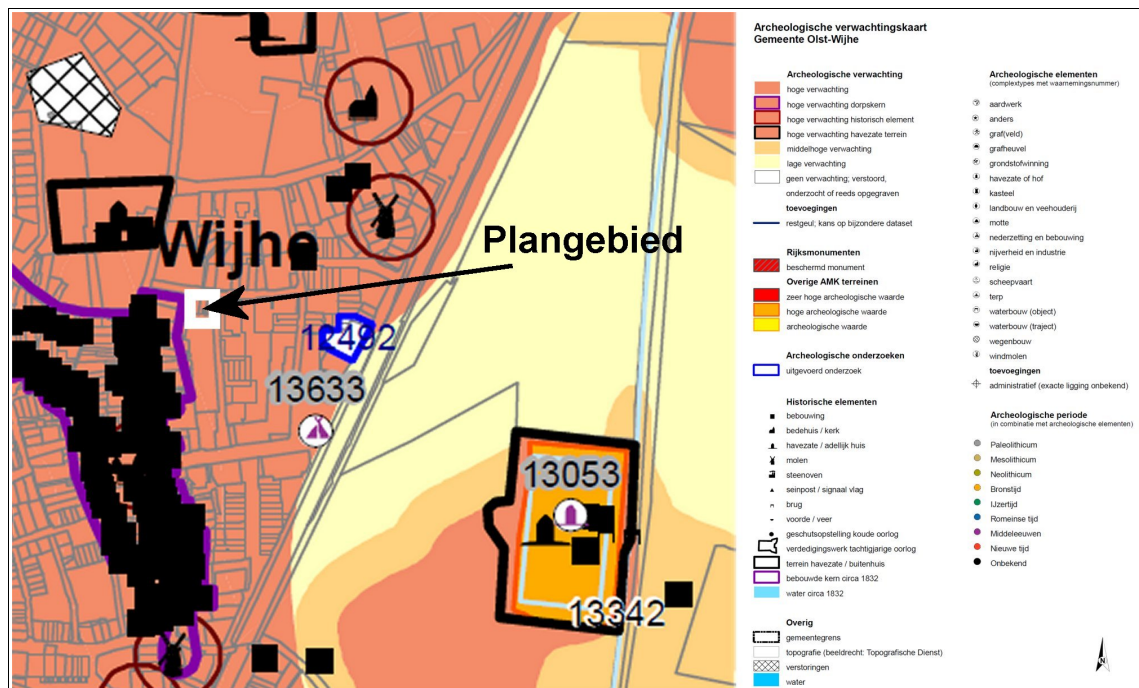 Wijhe
Plangebied
12492
13633
13053
13342
Archeologische verwachtingskaart
Gemeente Olst-Wijhe
Archeologische verwachting
hoge verwachting
hoge verwachting dorpskern
hoge verwachting historisch element
hoge verwachting havezate terrein
middelhoge verwachting
lage verwachting
geen verwachting; verstoord,
onderzocht of reeds opgegraven
toevoegingen
restgeul; kans op bijzondere dataset
Rijksmonumenten
beschermd monument
Overige AMK terreinen
zeer hoge archeologische waarde
hoge archeologische waarde
archeologische waarde
Archeologische onderzoeken
uitgevoerd onderzoek
Historische elementen
bebouwing
bedehuis / kerk
havezate / adellijk huis
molen
steenoven
seinpost / signaal vlag
brug
voorde / veer
geschutsopstelling koude oorlog
verdedigingswerk tachtigjarige oorlog
terrein havezate / buitenhuis
bebouwde kern circa 1832
water circa 1832
Overig
gemeentegrens
topografie (beeldrecht: Topografische Dienst)
verstoringen
water
Archeologische elementen
(complextypes met waarnemingsnummer)
aardwerk
anders
graf(veld)
grafheuvel
grondstofwinning
havezate of hof
kasteel
landbouw en veehouderij
motte
nederzetting en bebouwing
nijverheid en industrie
religie
scheepvaart
terp
waterbouw (object)
waterbouw (traject)
wegenbouw
windmolen
toevoegingen
administratief (exacte ligging onbekend)
Archeologische periode
(in combinatie met archeologische elementen)
Paleolithicum
Mesolithicum
Neolithicum
Bronstijd
IJzertijd
Romeinse tijd
Middeleeuwen
Nieuwe tijd
Onbekend
N